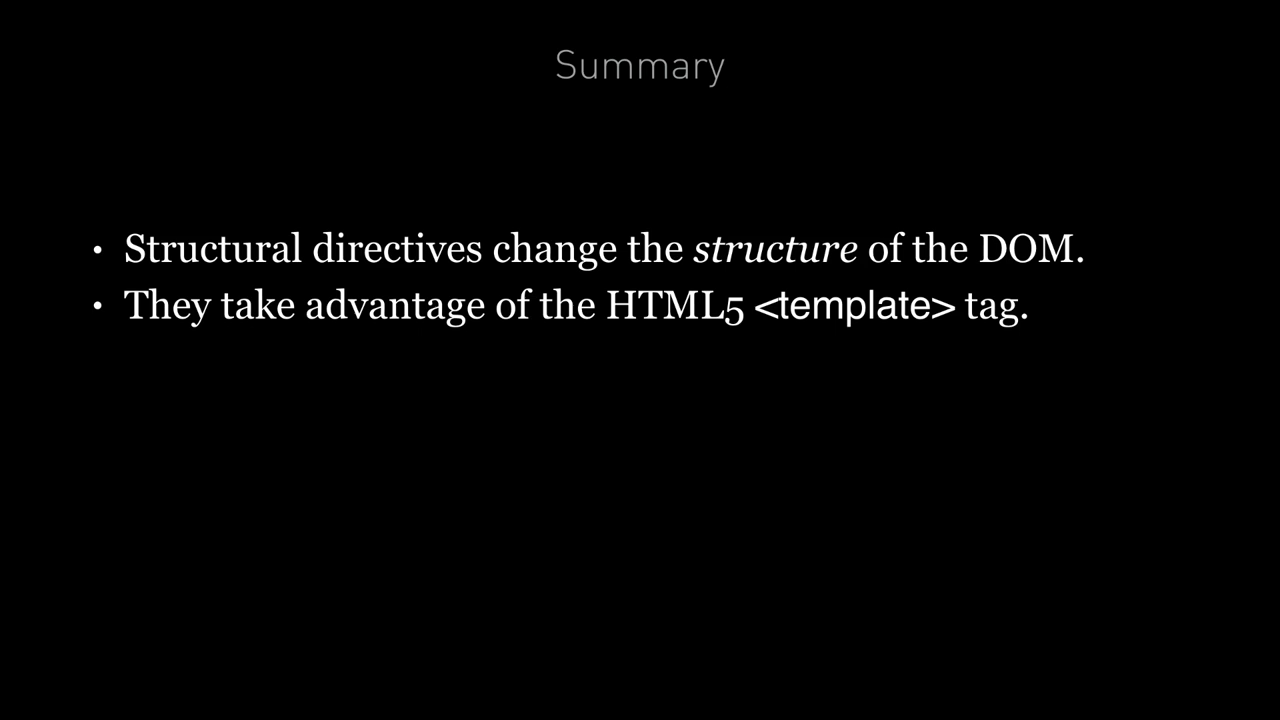 Summary
• Structural directives change the structure of the DOM.
• They take advantage of the HTML5 <template> tag.